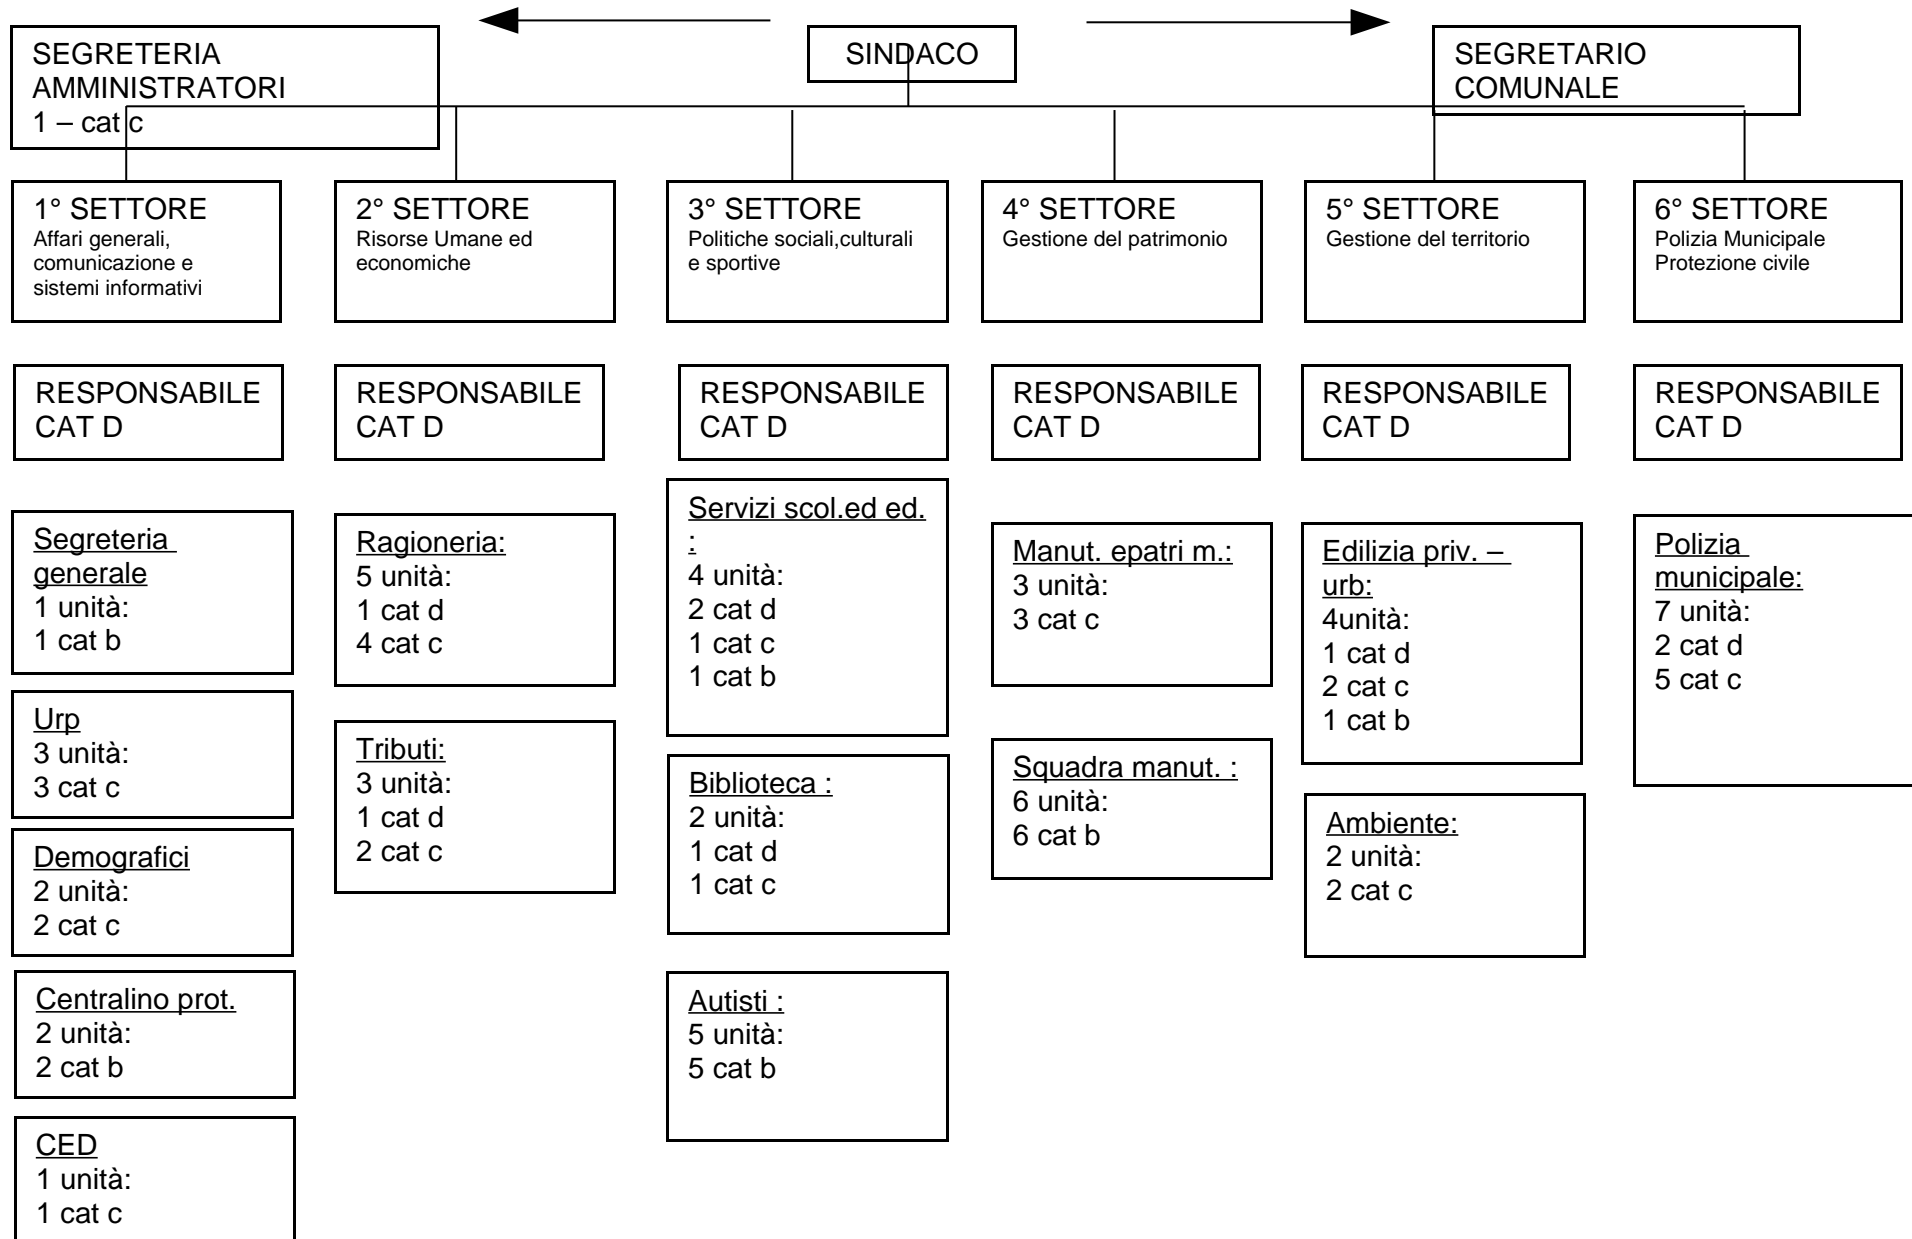 SEGRETERIA
AMMINISTRATORI
1 – cat c
SINDACO
SEGRETARIO
COMUNALE
1° SETTORE
Affari generali,
comunicazione e
sistemi informativi
2° SETTORE
Risorse Umane ed
economiche
3° SETTORE
Politiche sociali,culturali
e sportive
4° SETTORE
Gestione del patrimonio
5° SETTORE
Gestione del territorio
6° SETTORE
Polizia Municipale
Protezione civile
RESPONSABILE
CAT D
RESPONSABILE
CAT D
RESPONSABILE
CAT D
RESPONSABILE
CAT D
RESPONSABILE
CAT D
RESPONSABILE
CAT D
Segreteria
generale
1 unità:
1 cat b
Urp
3 unità:
3 cat c
Demografici
2 unità:
2 cat c
Centralino prot.
2 unità:
2 cat b
CED
1 unità:
1 cat c
Ragioneria:
5 unità:
1 cat d
4 cat c
Tributi:
3 unità:
1 cat d
2 cat c
Servizi scol.ed ed.
:
4 unità:
2 cat d
1 cat c
1 cat b
Biblioteca :
2 unità:
1 cat d
1 cat c
Autisti :
5 unità:
5 cat b
Manut. epatri m.:
3 unità:
3 cat c
Squadra manut. :
6 unità:
6 cat b
Edilizia priv. –
urb:
4unità:
1 cat d
2 cat c
1 cat b
Ambiente:
2 unità:
2 cat c
Polizia
municipale:
7 unità:
2 cat d
5 cat c